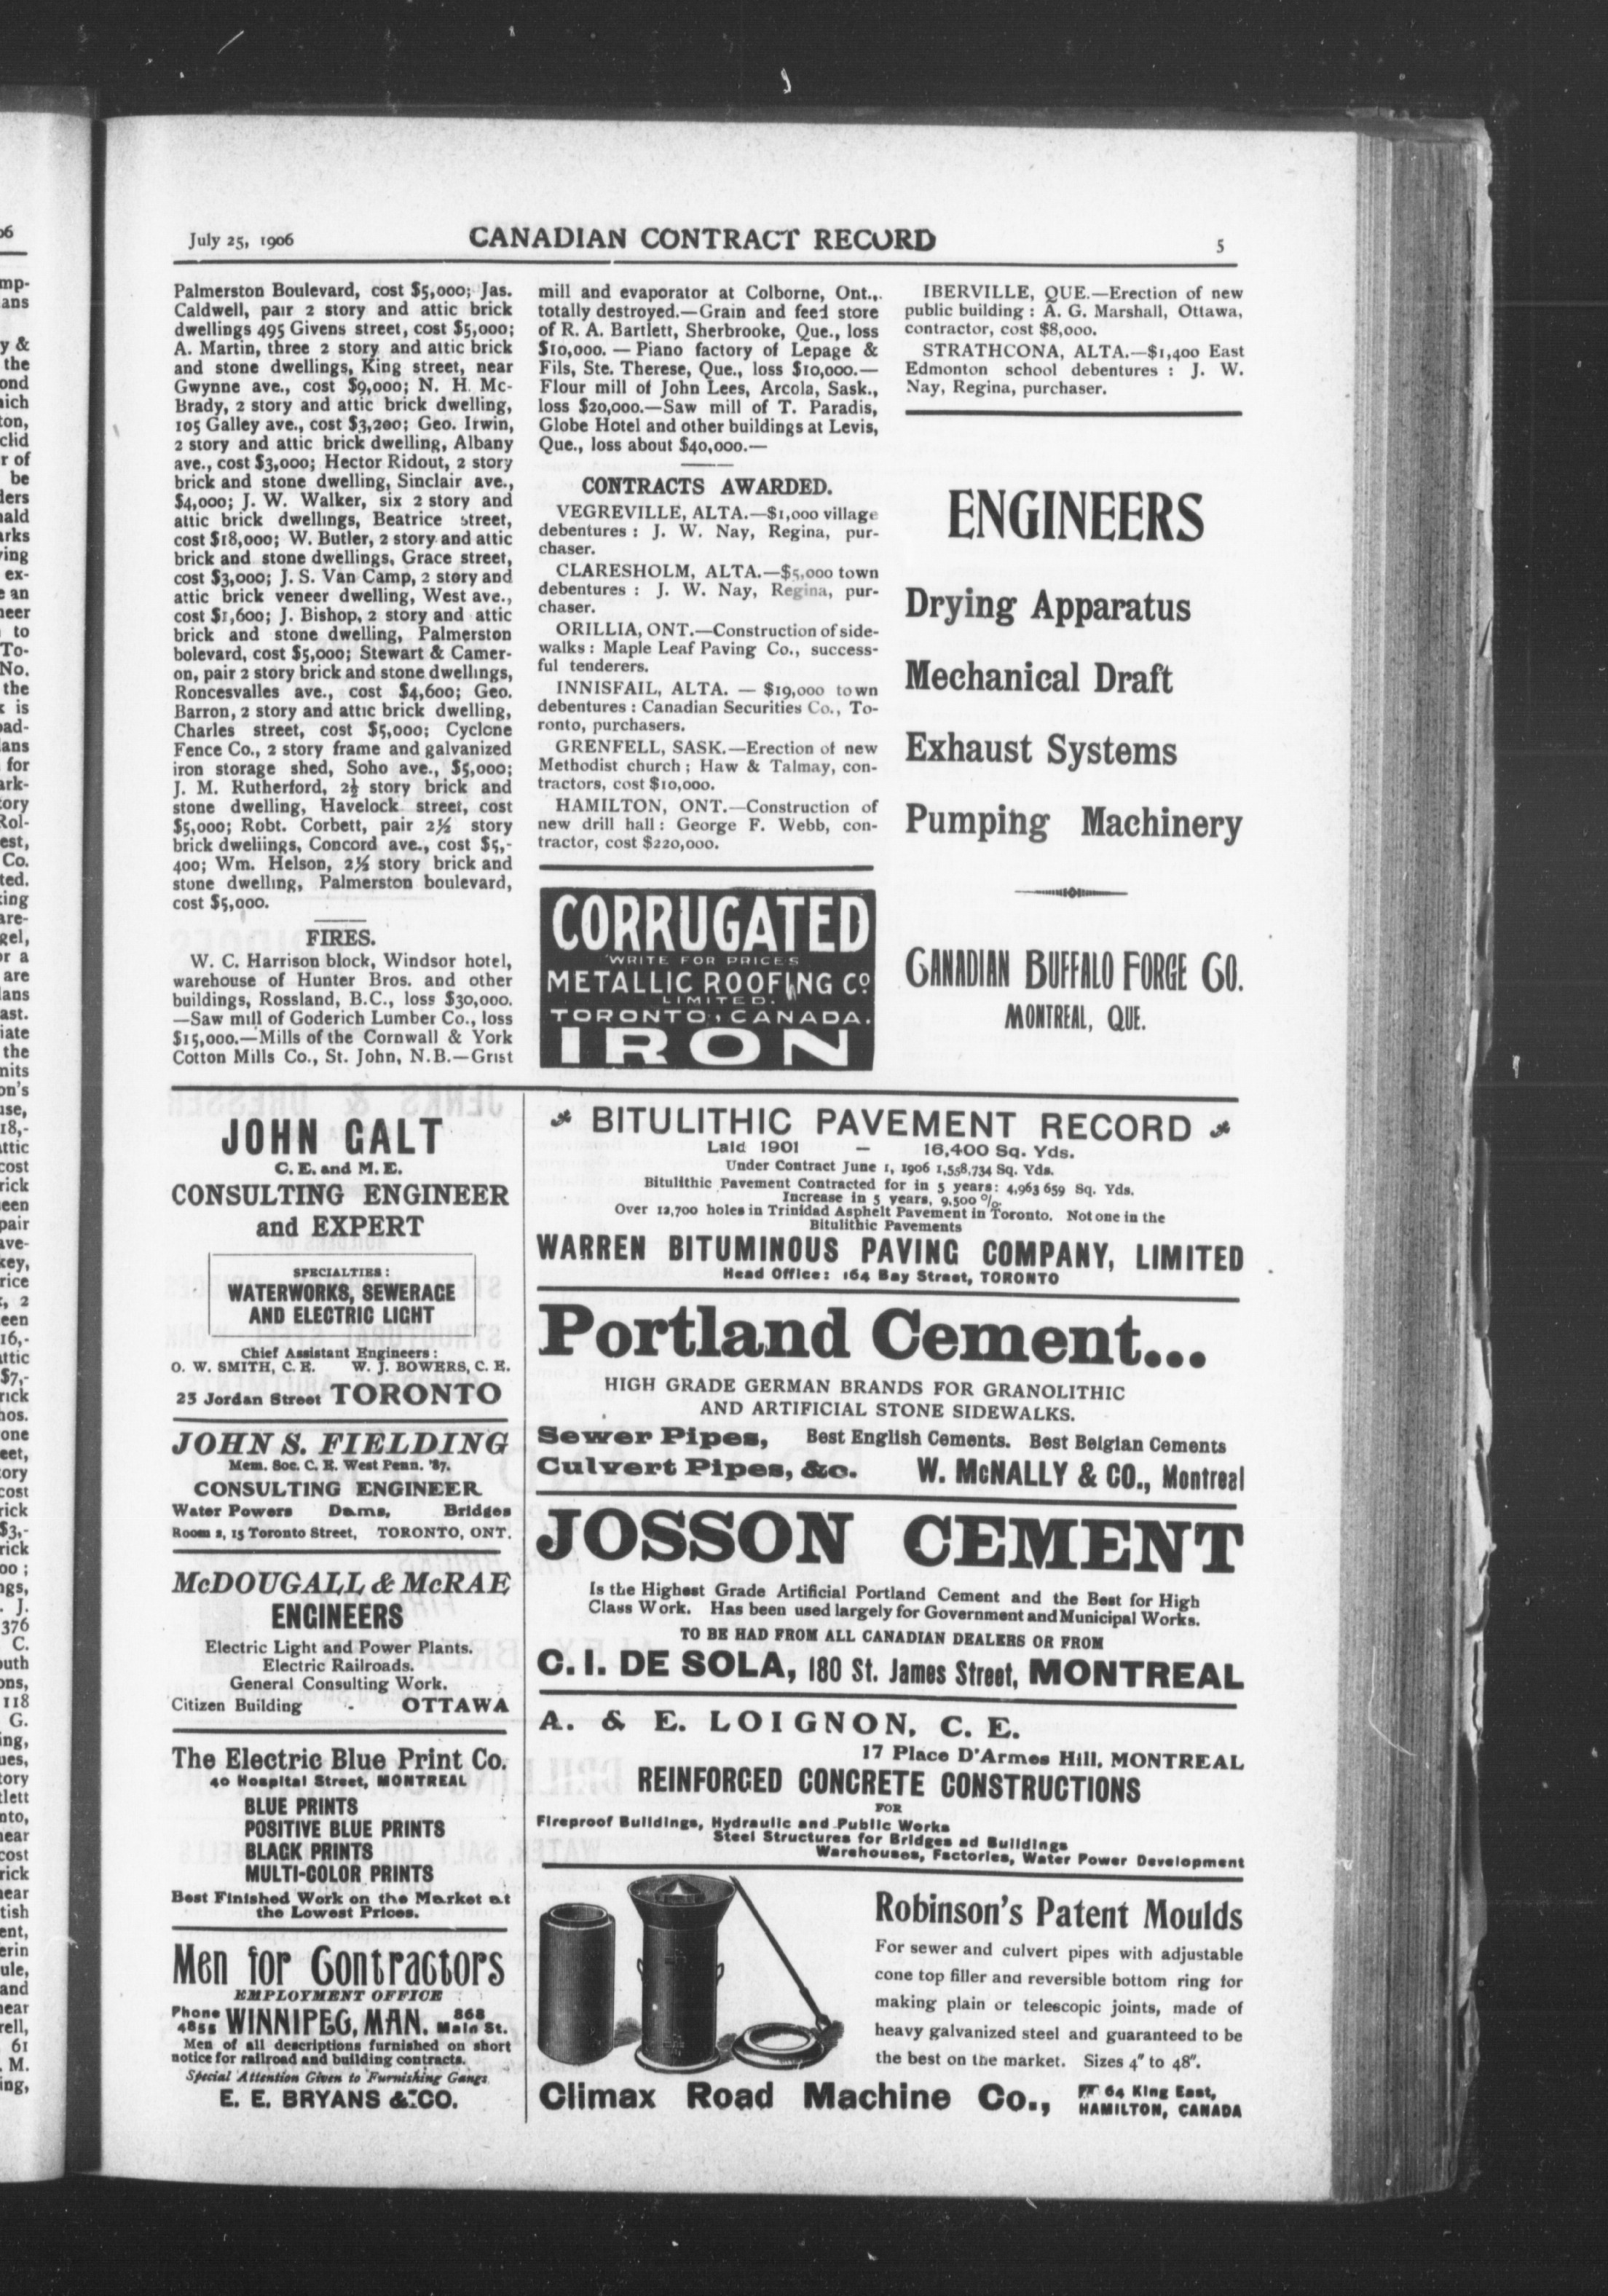 July 25, 1906
CANADIAN CONTRACT RECORD
5
Palmerston Boulevard, cost $5,000; Jas.
Caldwell, pair 2 story and attic brick
dwellings 495 Givens street, cost $5,000;
A. Martin, three 2 story and attic brick
and stone dwellings, King street, near
Gwynne ave., cost $9,000; N. H. Mc-
Brady, 2 story and attic brick dwelling,
105 Galley ave., cost $3,200; Geo. Irwin,
2 story and attic brick dwelling, Albany
ave., cost $3,000; Hector Ridout, 2 story
brick and stone dwelling, Sinclair ave.,
$4,000; J. W. Walker, six 2 story and
attic brick dwellings, Beatrice street,
cost $18,000; W. Butler, 2 story and attic
brick and stone dwellings, Grace street,
cost $3,000; J. S. Van Camp, 2 story and
attic brick veneer dwelling, West ave.,
cost $1,600; J. Bishop, 2 story and attic
brick and stone dwelling, Palmerston
bolevard, cost $5,000; Stewart & Camer-
on, pair 2 story brick and stone dwellings,
Roncesvalles ave., cost $4,600; Geo.
Barron, 2 story and attic brick dwelling,
Charles street, cost $5,000; Cyclone
Fence Co., 2 story frame and galvanized
iron storage shed, Soho ave., $5,000;
J. M. Rutherford, 2½ story brick and
stone dwelling, Havelock street, cost
$5,000; Robt. Corbett, pair 2½ story
brick dweliings, Concord ave., cost $5,-
400; Wm. Helson, 2½ story brick and
stone dwelling, Palmerston boulevard,
cost $5,000.
FIRES.
W. C. Harrison block, Windsor hotel,
warehouse of Hunter Bros. and other
buildings, Rossland, B.C., loss $30,000.
—Saw mill of Goderich Lumber Co., loss
$15,000.—Mills of the Cornwall & York
Cotton Mills Co., St. John, N.B.—Grist
mill and evaporator at Colborne, Ont.,
totally destroyed.—Grain and feed store
of R. A. Bartlett, Sherbrooke, Que., loss
$10,000. — Piano factory of Lepage &
Fils, Ste. Therese, Que., loss $10,000.—
Flour mill of John Lees, Arcola, Sask.,
loss $20,000.—Saw mill of T. Paradis,
Globe Hotel and other buildings at Levis,
Que., loss about $40,000.—
CONTRACTS AWARDED.
VEGREVILLE, ALTA.—$1,000 village
debentures : J. W. Nay, Regina, pur-
chaser.
CLARESHOLM, ALTA.—$5,000 town
debentures : J. W. Nay, Regina, pur-
chaser.
ORILLIA, ONT.—Construction of side-
walks : Maple Leaf Paving Co., success-
ful tenderers.
INNISFAIL, ALTA. — $19,000 town
debentures : Canadian Securities Co., To-
ronto, purchasers.
GRENFELL, SASK.—Erection of new
Methodist church ; Haw & Talmay, con-
tractors, cost $10,000.
HAMILTON, ONT.—Construction of
new drill hall : George F. Webb, con-
tractor, cost $220,000.
CORRUGATED
WRITE FOR PRICES
METALLIC ROOFING CO
LIMITED.
TORONTO, CANADA.
IRON
IBERVILLE, QUE.—Erection of new
public building : A. G. Marshall, Ottawa,
contractor, cost $8,000.
STRATHCONA, ALTA.—$1,400 East
Edmonton school debentures : J. W.
Nay, Regina, purchaser.
ENGINEERS
Drying Apparatus
Mechanical Draft
Exhaust Systems
Pumping Machinery
CANADIAN BUFFALO FORGE CO.
MONTREAL, QUE.
JOHN GALT
C. E. and M. E.
CONSULTING ENGINEER
and EXPERT
SPECIALTIES :
WATERWORKS, SEWERAGE
AND ELECTRIC LIGHT
Chief Assistant Engineers :
O. W. SMITH, C. E. W. J. BOWERS, C. E.
23 Jordan Street TORONTO
JOHN S. FIELDING
Mem. Soc. C. E. West Penn. '87.
CONSULTING ENGINEER
Water Powers Dams, Bridges
Room 2, 15 Toronto Street, TORONTO, ONT.
McDOUGALL & McRAE
ENGINEERS
Electric Light and Power Plants.
Electric Railroads.
General Consulting Work.
Citizen Building - OTTAWA
The Electric Blue Print Co.
40 Hospital Street, MONTREAL
BLUE PRINTS
POSITIVE BLUE PRINTS
BLACK PRINTS
MULTI-COLOR PRINTS
Best Finished Work on the Market at
the Lowest Prices.
Men for Contractors
EMPLOYMENT OFFICE
Phone 4855 WINNIPEG, MAN. 868 Main St.
Men of all descriptions furnished on short
notice for railroad and building contracts.
Special Attention Given to Furnishing Gangs
E. E. BRYANS & CO.
BITULITHIC PAVEMENT RECORD
Laid 1901 – 16,400 Sq. Yds.
Under Contract June 1, 1906 1,558,734 Sq. Yds.
Bitulithic Pavement Contracted for in 5 years: 4,963 659 Sq. Yds.
Increase in 5 years, 9,500 %.
Over 12,700 holes in Trinidad Asphelt Pavement in Toronto. Not one in the
Bitulithic Pavements
WARREN BITUMINOUS PAVING COMPANY, LIMITED
Head Office: 164 Bay Street, TORONTO
Portland Cement...
HIGH GRADE GERMAN BRANDS FOR GRANOLITHIC
AND ARTIFICIAL STONE SIDEWALKS.
Sewer Pipes, Best English Cements. Best Belgian Cements
Culvert Pipes, &c. W. McNALLY & CO., Montreal
JOSSON CEMENT
Is the Highest Grade Artificial Portland Cement and the Best for High
Class Work. Has been used largely for Government and Municipal Works.
TO BE HAD FROM ALL CANADIAN DEALERS OR FROM
C. I. DE SOLA, 180 St. James Street, MONTREAL
A. & E. LOIGNON, C. E.
17 Place D'Armes Hill, MONTREAL
REINFORCED CONCRETE CONSTRUCTIONS
FOR
Fireproof Buildings, Hydraulic and Public Works
Steel Structures for Bridges ad Buildings
Warehouses, Factories, Water Power Development
Robinson's Patent Moulds
For sewer and culvert pipes with adjustable
cone top filler and reversible bottom ring for
making plain or telescopic joints, made of
heavy galvanized steel and guaranteed to be
the best on the market. Sizes 4" to 48".
Climax Road Machine Co., 64 King East,
HAMILTON, CANADA